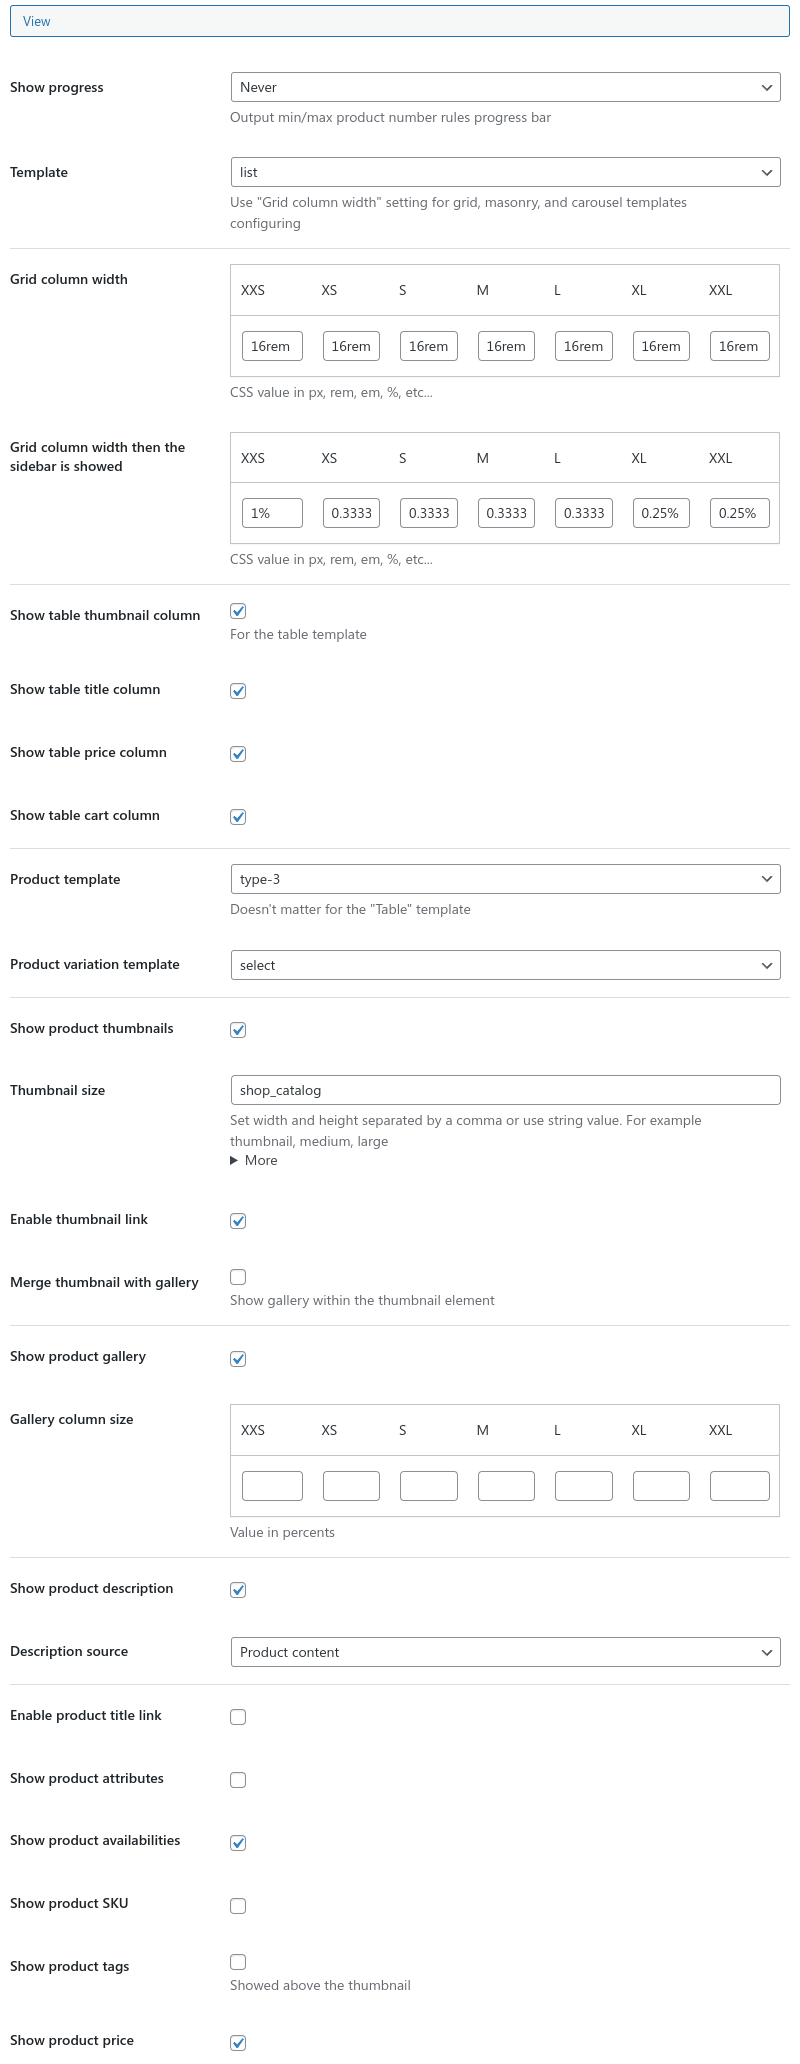 View
Show progress
Never
Output min/max product number rules progress bar
Template
list
Use "Grid column width" setting for grid, masonry, and carousel templates
configuring
Grid column width
XXS XS S M L XL XXL
16rem 16rem 16rem 16rem 16rem 16rem 16rem
CSS value in px, rem, em, %, etc...
Grid column width then the
sidebar is showed
XXS XS S M L XL XXL
1% 0.3333 0.3333 0.3333 0.3333 0.25% 0.25%
CSS value in px, rem, em, %, etc...
Show table thumbnail column
For the table template
Show table title column
Show table price column
Show table cart column
Product template
type-3
Doesn't matter for the "Table" template
Product variation template
select
Show product thumbnails
Thumbnail size
shop_catalog
Set width and height separated by a comma or use string value. For example
thumbnail, medium, large
More
Enable thumbnail link
Merge thumbnail with gallery
Show gallery within the thumbnail element
Show product gallery
Gallery column size
XXS XS S M L XL XXL
Value in percents
Show product description
Description source
Product content
Enable product title link
Show product attributes
Show product availabilities
Show product SKU
Show product tags
Showed above the thumbnail
Show product price